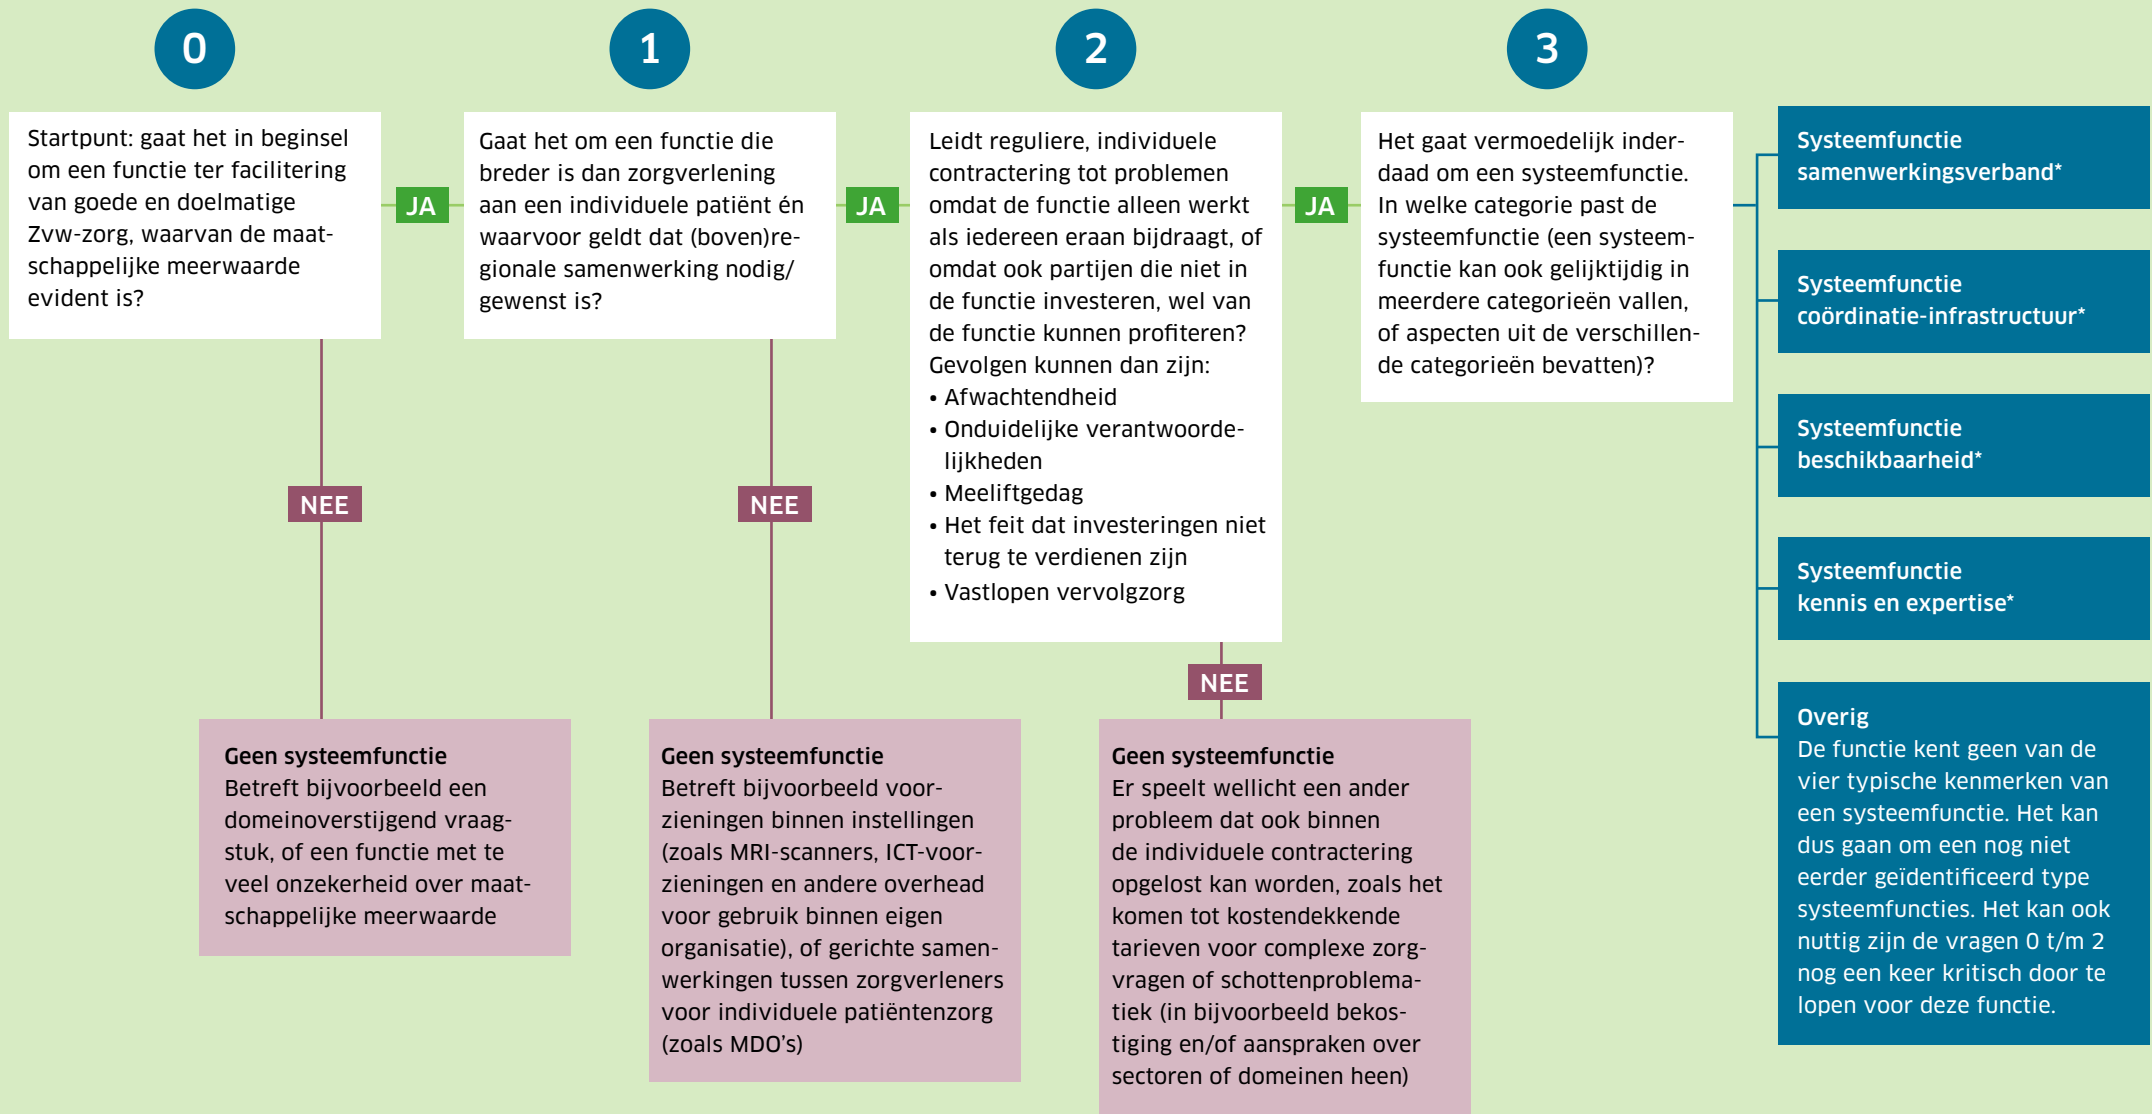 0
Startpunt: gaat het in beginsel
om een functie ter facilitering
van goede en doelmatige
Zvw-zorg, waarvan de maat-
schappelijke meerwaarde
evident is?
JA
NEE
Geen systeemfunctie
Betreft bijvoorbeeld een
domeinoverstijgend vraag-
stuk, of een functie met te
veel onzekerheid over maat-
schappelijke meerwaarde
1
Gaat het om een functie die
breder is dan zorgverlening
aan een individuele patiënt én
waarvoor geldt dat (boven)re-
gionale samenwerking nodig/
gewenst is?
JA
NEE
Geen systeemfunctie
Betreft bijvoorbeeld voor-
zieningen binnen instellingen
(zoals MRI-scanners, ICT-voor-
zieningen en andere overhead
voor gebruik binnen eigen
organisatie), of gerichte samen-
werkingen tussen zorgverleners
voor individuele patiëntenzorg
(zoals MDO's)
2
Leidt reguliere, individuele
contractering tot problemen
omdat de functie alleen werkt
als iedereen eraan bijdraagt, of
omdat ook partijen die niet in
de functie investeren, wel van
de functie kunnen profiteren?
Gevolgen kunnen dan zijn:
• Afwachtendheid
• Onduidelijke verantwoorde-
lijkheden
• Meeliftgedag
• Het feit dat investeringen niet
terug te verdienen zijn
• Vastlopen vervolgzorg
JA
NEE
Geen systeemfunctie
Er speelt wellicht een ander
probleem dat ook binnen
de individuele contractering
opgelost kan worden, zoals het
komen tot kostendekkende
tarieven voor complexe zorg-
vragen of schottenproblema-
tiek (in bijvoorbeeld bekos-
tiging en/of aanspraken over
sectoren of domeinen heen)
3
Het gaat vermoedelijk inder-
daad om een systeemfunctie.
In welke categorie past de
systeemfunctie (een systeem-
functie kan ook gelijktijdig in
meerdere categorieën vallen,
of aspecten uit de verschillen-
de categorieën bevatten)?
Systeemfunctie
samenwerkingsverband*
Systeemfunctie
coördinatie-infrastructuur*
Systeemfunctie
beschikbaarheid*
Systeemfunctie
kennis en expertise*
Overig
De functie kent geen van de
vier typische kenmerken van
een systeemfunctie. Het kan
dus gaan om een nog niet
eerder geïdentificeerd type
systeemfuncties. Het kan ook
nuttig zijn de vragen 0 t/m 2
nog een keer kritisch door te
lopen voor deze functie.